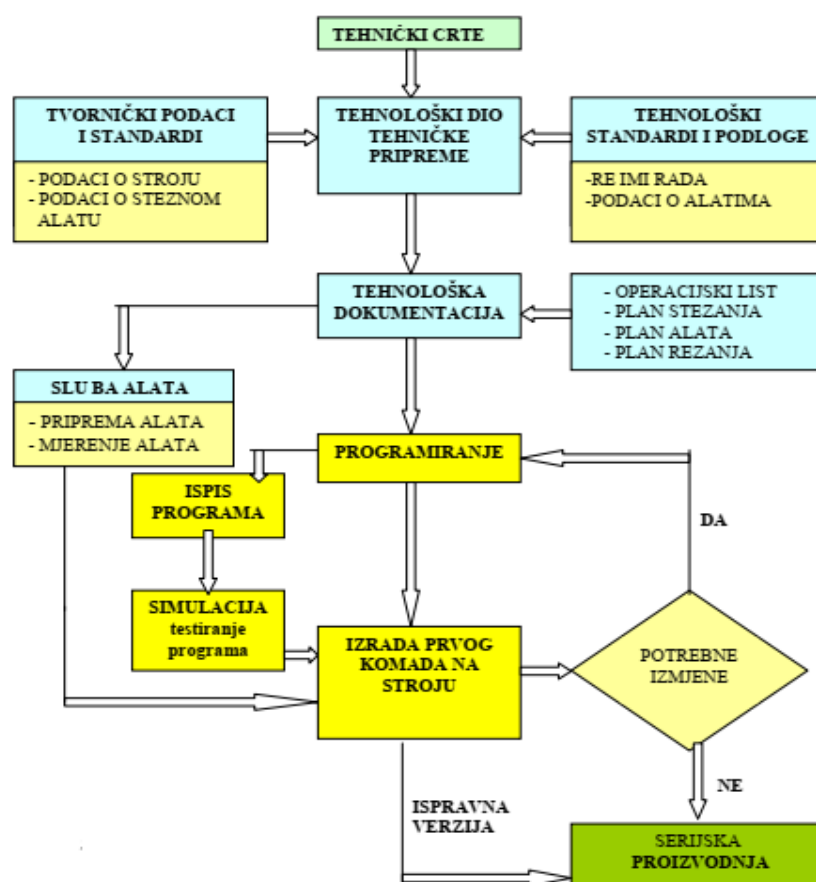 TEHNIČKI CRTE
TVORNIČKI PODACI
I STANDARDI
- PODACI O STROJU
- PODACI O STEZNOM
ALATU
TEHNOLOŠKI DIO
TEHNIČKE
PRIPREME
TEHNOLOŠKI
STANDARDI I PODLOGE
-RE IMI RADA
-PODACI O ALATIMA
TEHNOLOŠKA
DOKUMENTACIJA
- OPERACIJSKI LIST
- PLAN STEZANJA
- PLAN ALATA
- PLAN REZANJA
SLU BA ALATA
- PRIPREMA ALATA
- MJERENJE ALATA
PROGRAMIRANJE
ISPIS
PROGRAMA
DA
SIMULACIJA
testiranje
programa
IZRADA PRVOG
KOMADA NA
STROJU
POTREBNE
IZMJENE
NE
ISPRAVNA
VERZIJA
SERIJSKA
PROIZVODNJA